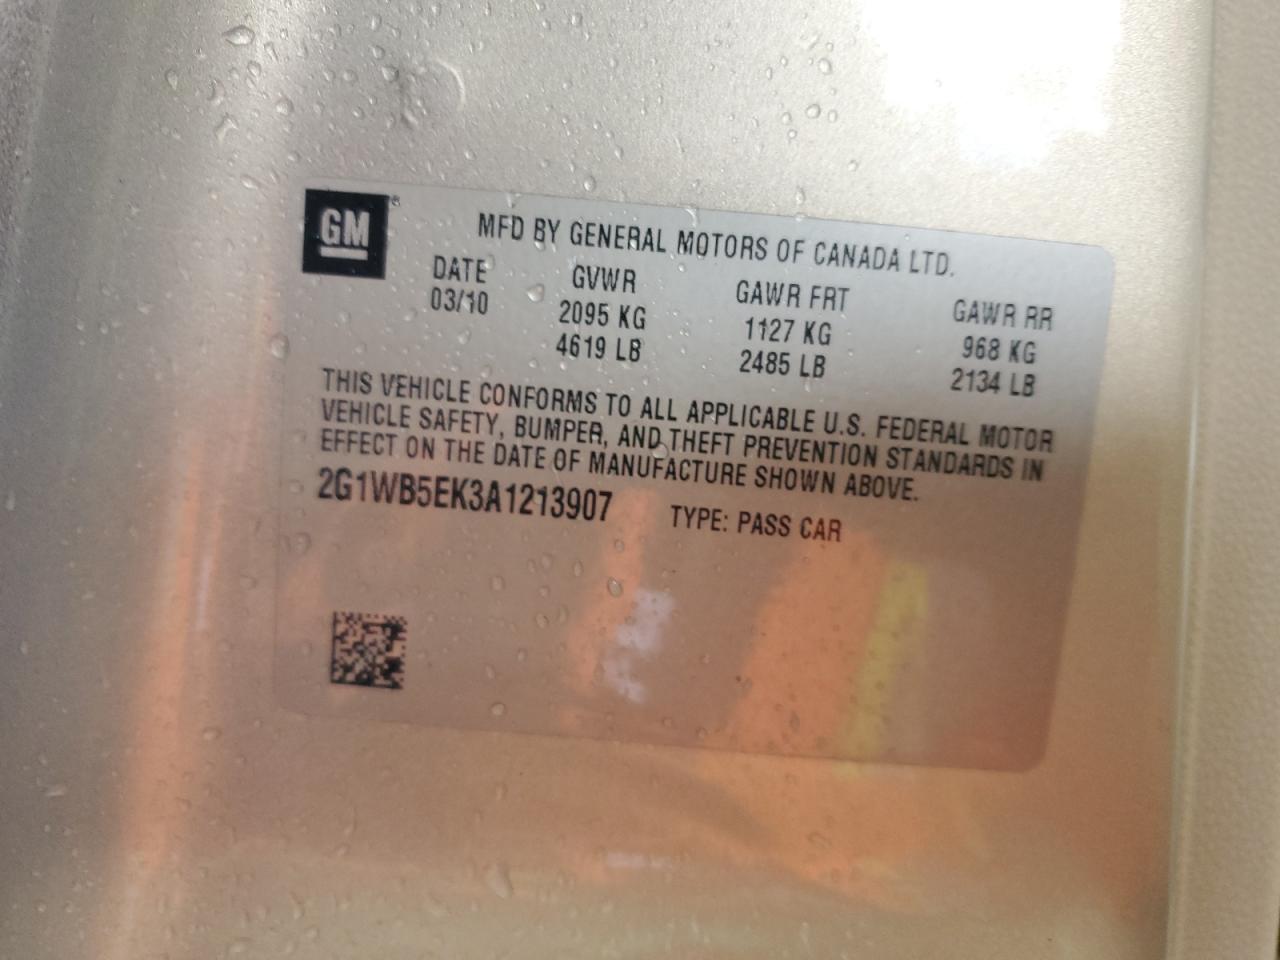 GM®
MFD BY GENERAL MOTORS OF CANADA LTD.
DATE GVWR GAWR FRT GAWR RR
03/10 2095 KG 1127 KG 968 KG
4619 LB 2485 LB 2134 LB
THIS VEHICLE CONFORMS TO ALL APPLICABLE U.S. FEDERAL MOTOR
VEHICLE SAFETY, BUMPER, AND THEFT PREVENTION STANDARDS IN
EFFECT ON THE DATE OF MANUFACTURE SHOWN ABOVE.
2G1WB5EK3A1213907 TYPE: PASS CAR